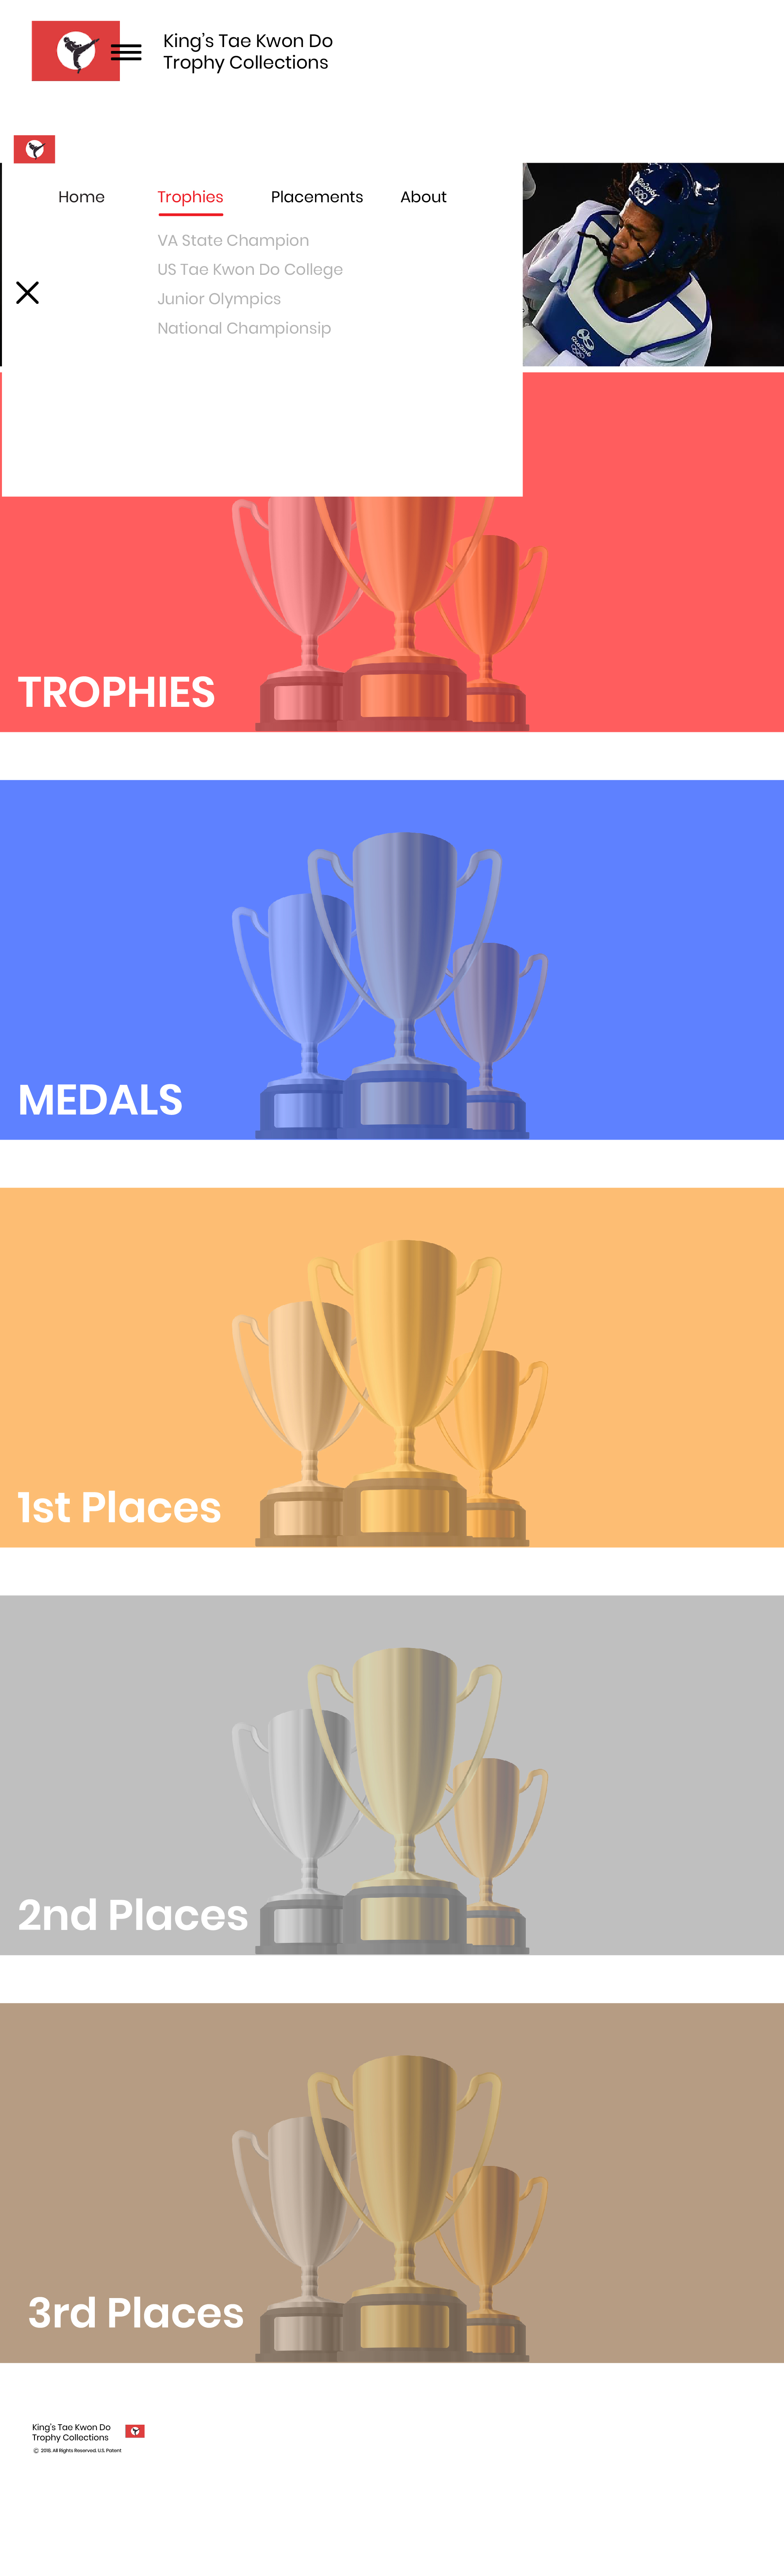 King's Tae Kwon Do
Trophy Collections
Home Trophies Placements About
VA State Champion
US Tae Kwon Do College
Junior Olympics
National Championsip
TROPHIES
MEDALS
1st Places
2nd Places
3rd Places
King's Tae Kwon Do
Trophy Collections
© 2019. All Rights Reserved. U.S. Patent